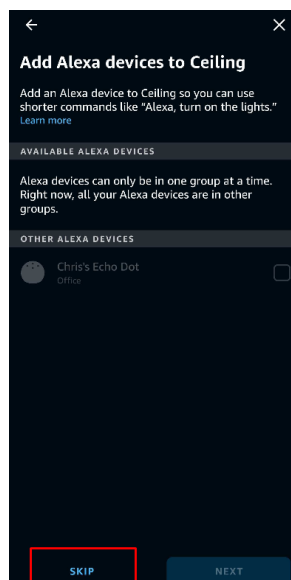 Add Alexa devices to Ceiling
Add an Alexa device to Ceiling so you can use
shorter commands like “Alexa, turn on the lights.”
Learn more
AVAILABLE ALEXA DEVICES
Alexa devices can only be in one group at a time.
Right now, all your Alexa devices are in other
groups.
OTHER ALEXA DEVICES
Chris's Echo Dot
Office
SKIP
NEXT